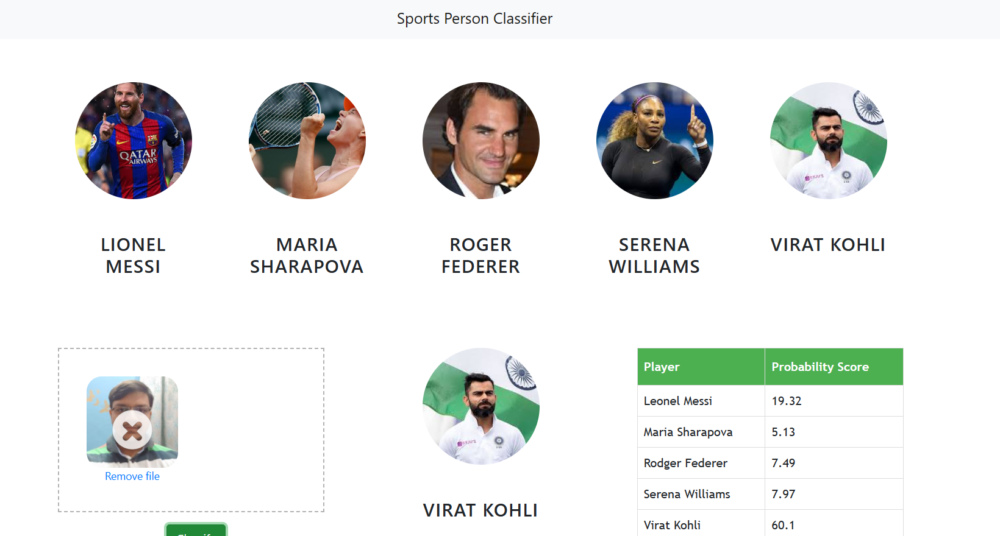 Sports Person Classifier
QATAR
AIRWAYS
BYJU'S
LIONEL
MESSI
MARIA
SHARAPOVA
ROGER
FEDERER
SERENA
WILLIAMS
VIRAT KOHLI
Remove file
BYJU'S
VIRAT KOHLI
Player Probability Score
Leonel Messi 19.32
Maria Sharapova 5.13
Rodger Federer 7.49
Serena Williams 7.97
Virat Kohli 60.1